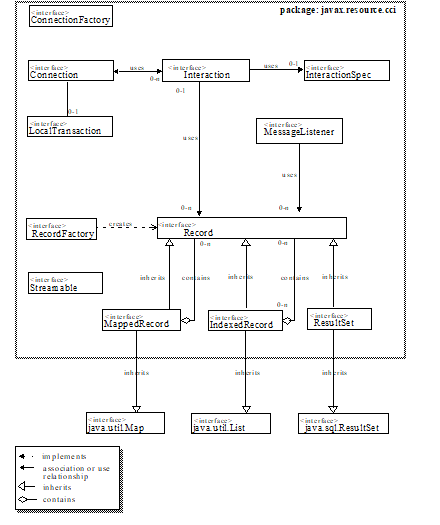 package: javax.resource.cci
<interface>
ConnectionFactory
<interface>
Connection
uses
0-n
<interface>
Interaction
uses
0-1
<interface>
InteractionSpec
0-1
0-1
<interface>
LocalTransaction
uses
<interface>
MessageListener
uses
0-n
0-n
<interface>
RecordFactory
creates
<interface>
Record
0-n
0-n
<interface>
Streamable
inherits
contains
inherits
contains
inherits
0-n
<interface>
MappedRecord
<interface>
IndexedRecord
<interface>
ResultSet
inherits
inherits
inherits
<interface>
java.util.Map
<interface>
java.util.List
<interface>
java.sql.ResultSet
implements
association or use
relationship
inherits
contains